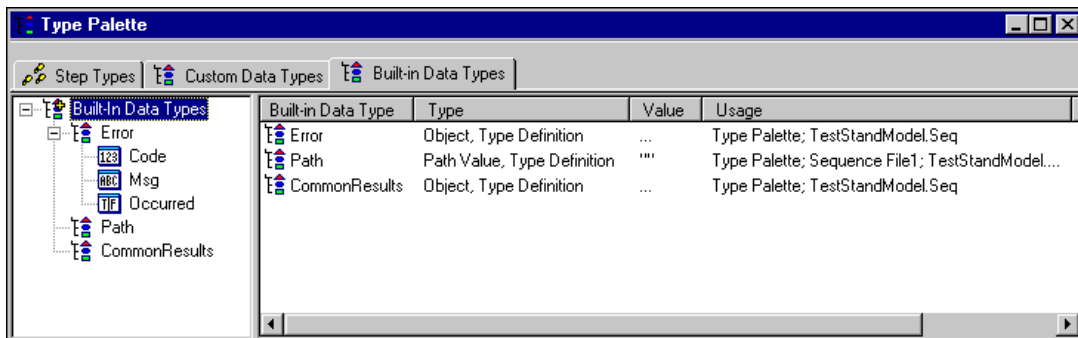 Type Palette
Step Types Custom Data Types Built-in Data Types
Built-In Data Types
Error
123 Code
ABC Msg
T|F Occurred
Path
CommonResults
Built-in Data Type Type Value Usage
Error Object, Type Definition ... Type Palette; TestStandModel.Seq
Path Path Value, Type Definition "" Type Palette; Sequence File1; TestStandModel....
CommonResults Object, Type Definition ... Type Palette; TestStandModel.Seq